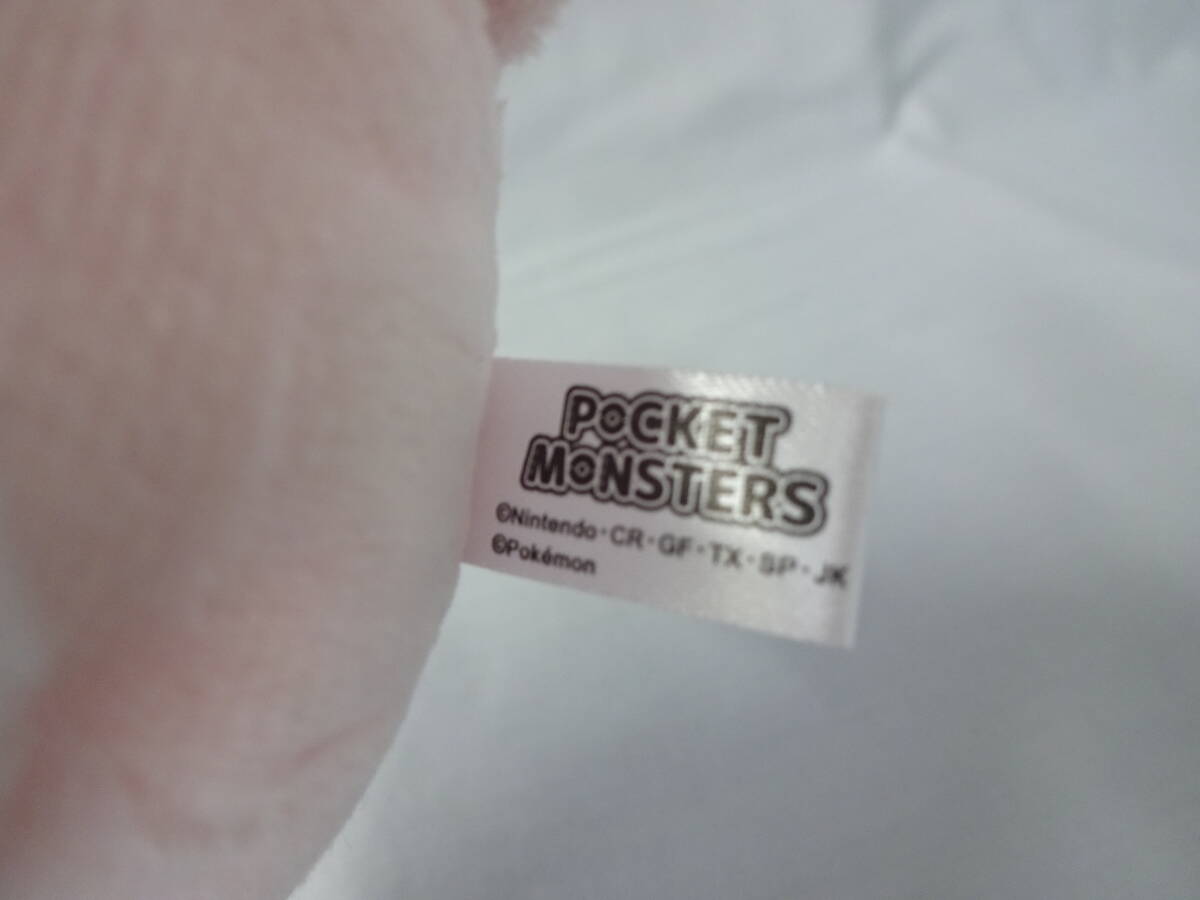 POCKET
MONSTERS
©Nintendo・CR・GF・TX・SP・JK
©Pokémon